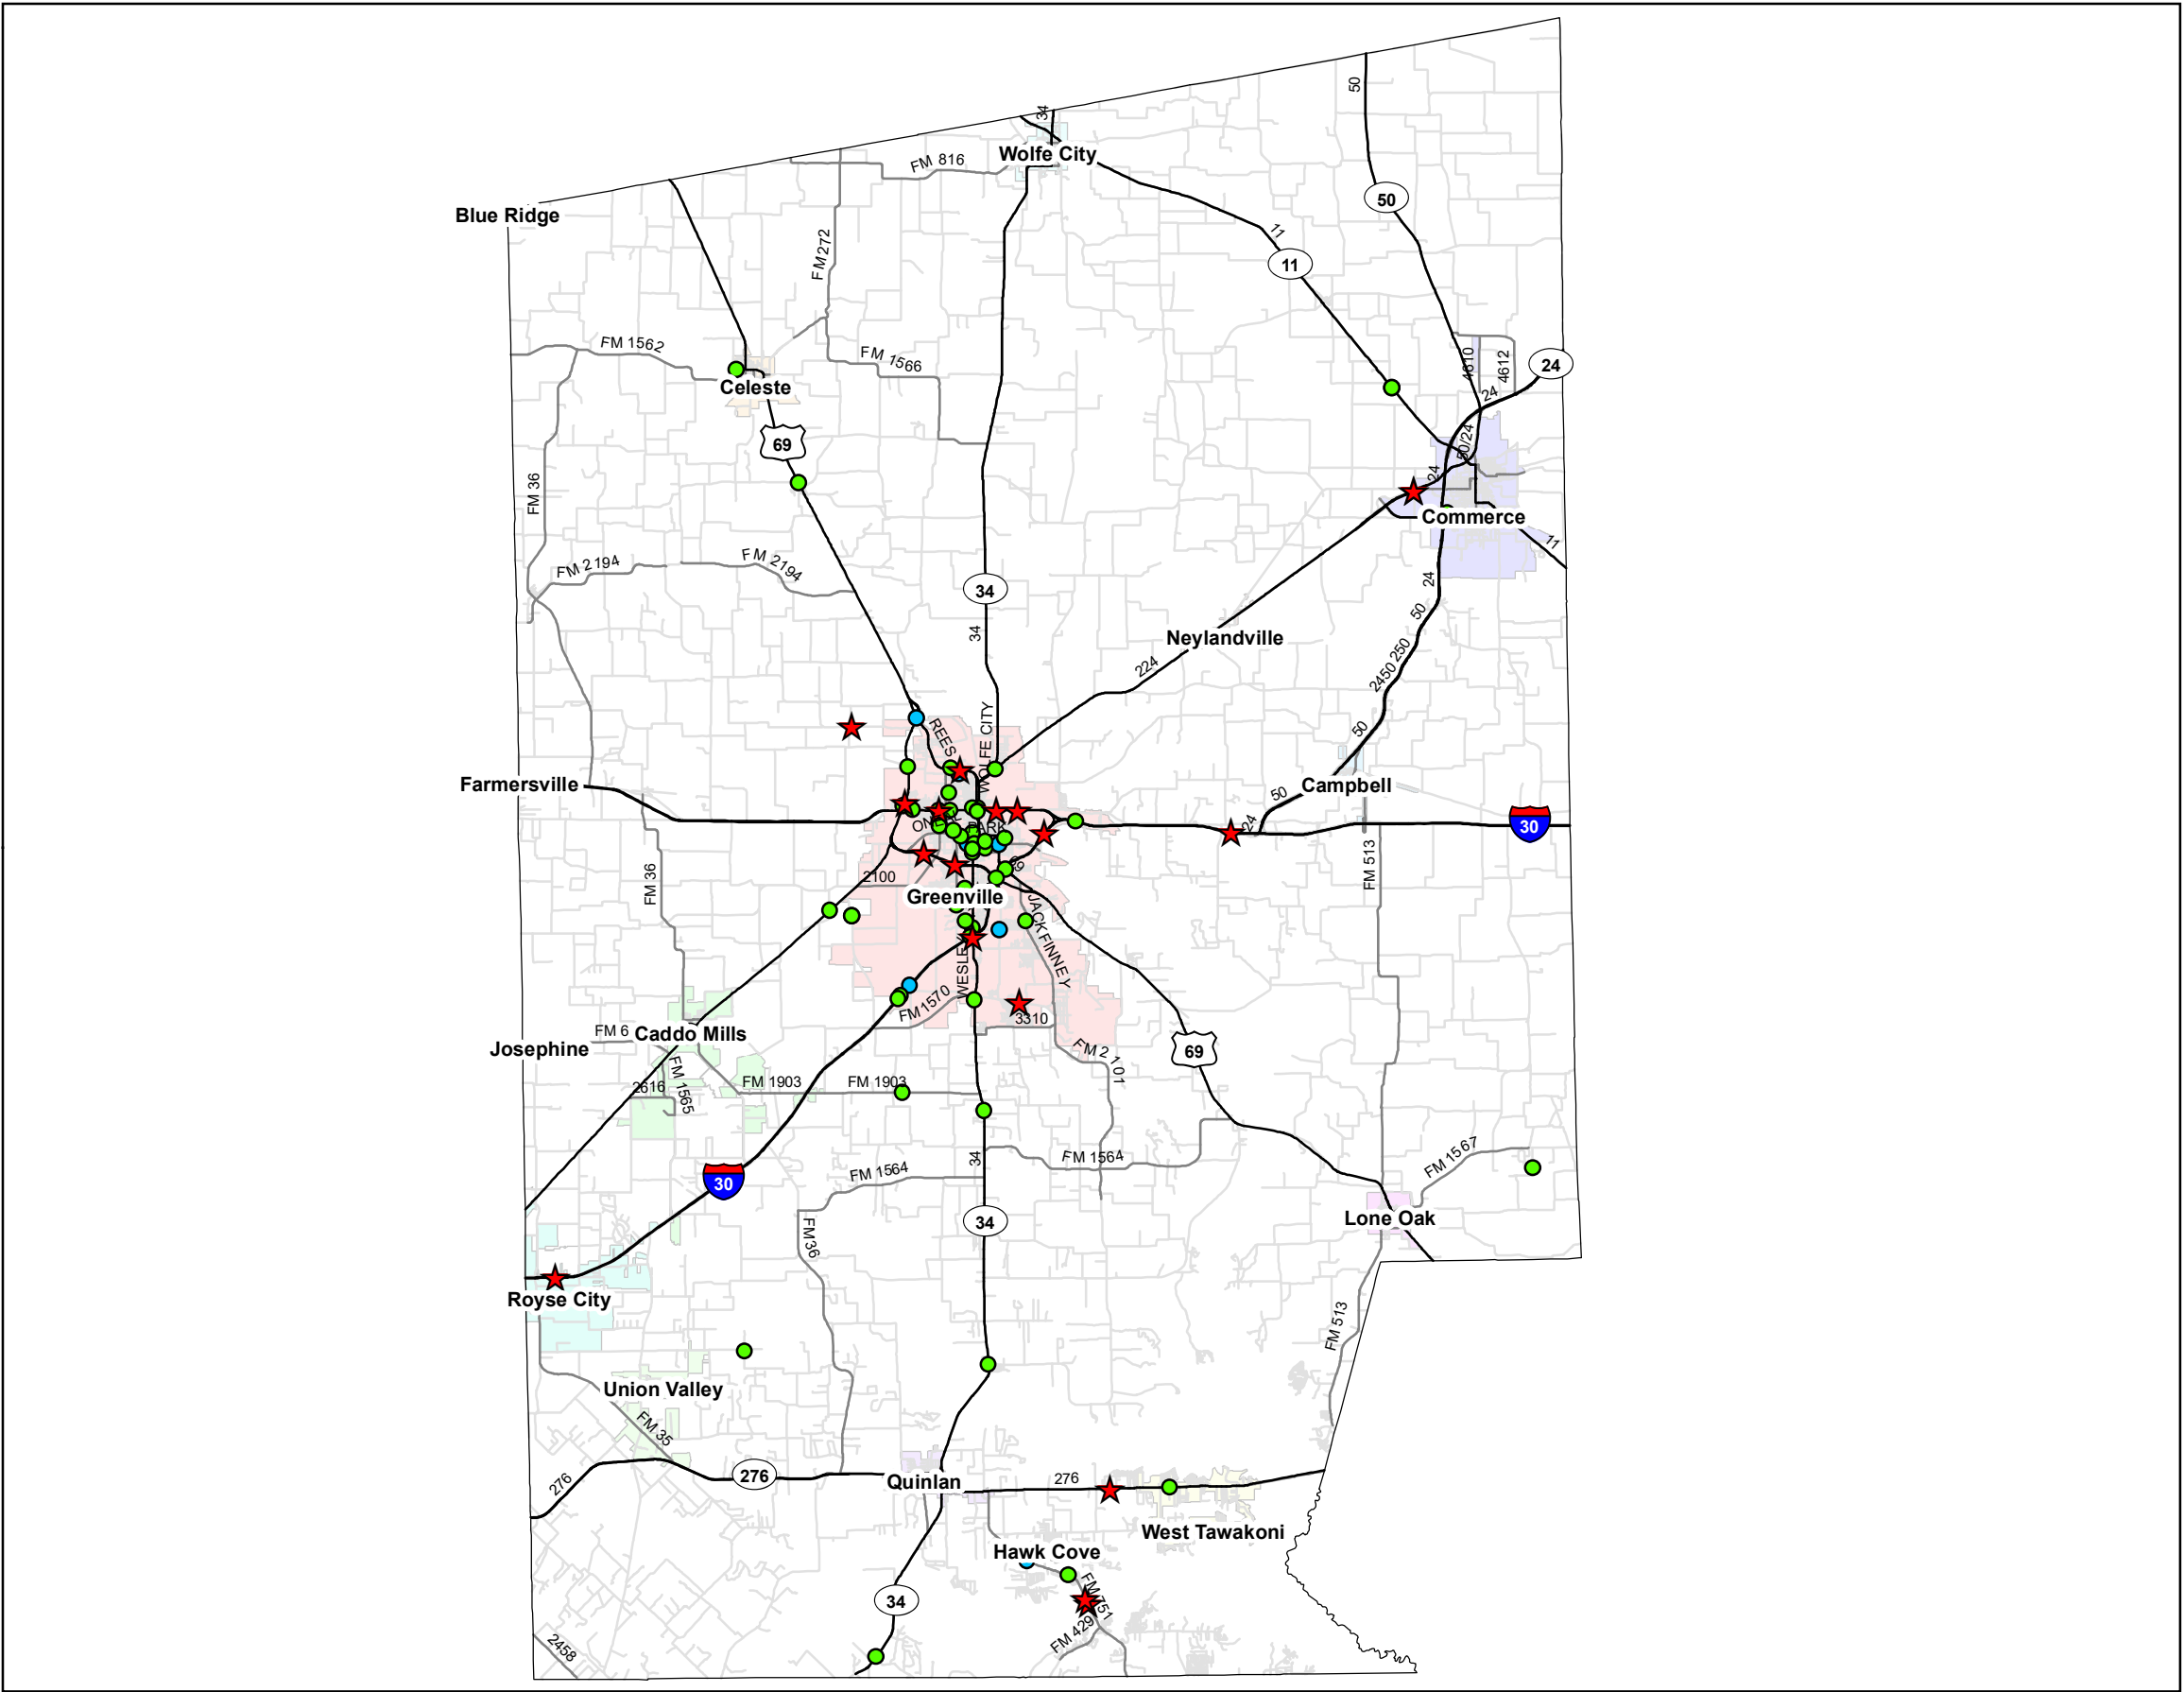 50
34
Wolfe City
FM 816
50
Blue Ridge
11
FM 272
11
FM 1562
FM 1566
4610
4612
24
Celeste
24
69
50/24
24
FM 36
Commerce
11
FM 2194
FM 2194
24
34
50
34
Neylandville
250
2450
224
REES
WOLFE CITY
50
Farmersville
Campbell
50
24
30
ONEAL
PARK
69
FM 36
2100
FM 513
Greenville
JACK FINNEY
WESLEY
FM 1570
3310
FM 6
Caddo Mills
Josephine
69
FM 2101
FM 1565
2616
FM 1903
FM 1903
34
FM 1564
FM 1567
FM 1564
30
34
Lone Oak
FM 36
Royse City
FM 513
Union Valley
FM 35
276
276
Quinlan
276
West Tawakoni
Hawk Cove
FM 751
34
FM 429
2458